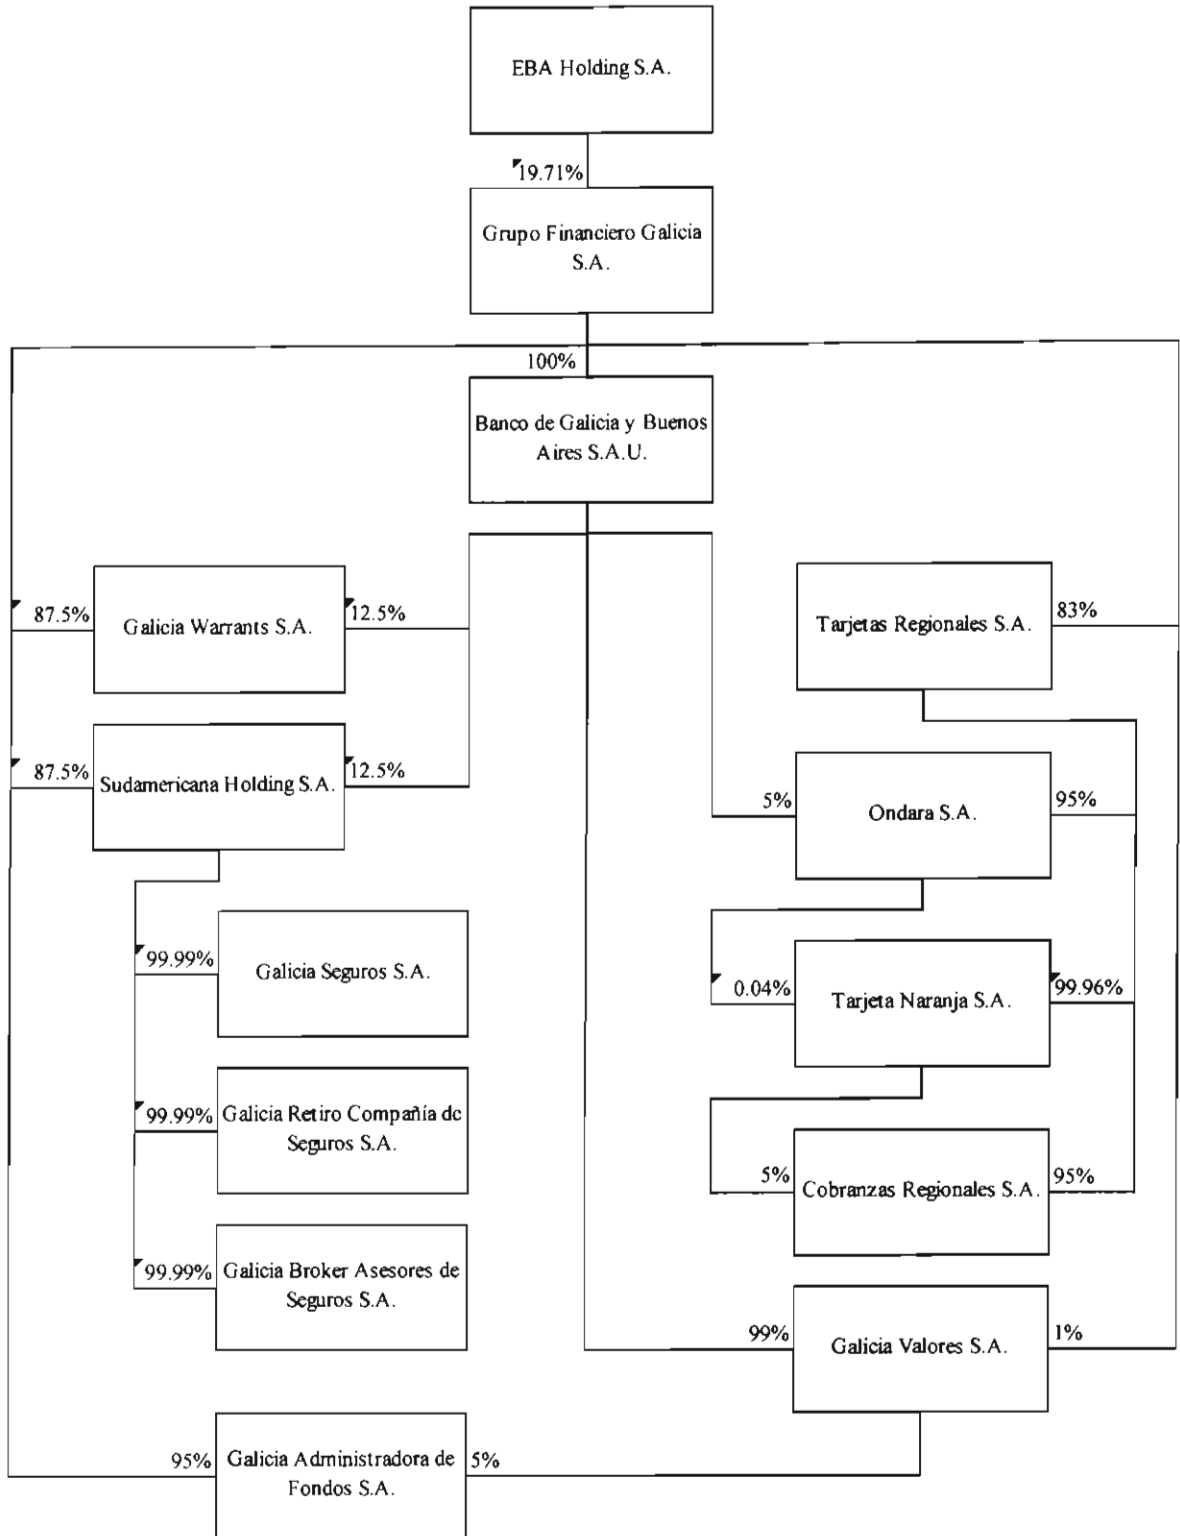 EBA Holding S.A.
19.71%
Grupo Financiero Galicia
S.A.
100%
Banco de Galicia y Buenos
Aires S.A.U.
87.5%
Galicia Warrants S.A.
12.5%
Tarjetas Regionales S.A.
83%
87.5%
Sudamericana Holding S.A.
12.5%
5%
Ondara S.A.
95%
99.99%
Galicia Seguros S.A.
0.04%
Tarjeta Naranja S.A.
99.96%
99.99%
Galicia Retiro Compañía de
Seguros S.A.
5%
Cobranzas Regionales S.A.
95%
99.99%
Galicia Broker Asesores de
Seguros S.A.
99%
Galicia Valores S.A.
1%
95%
Galicia Administradora de
Fondos S.A.
5%